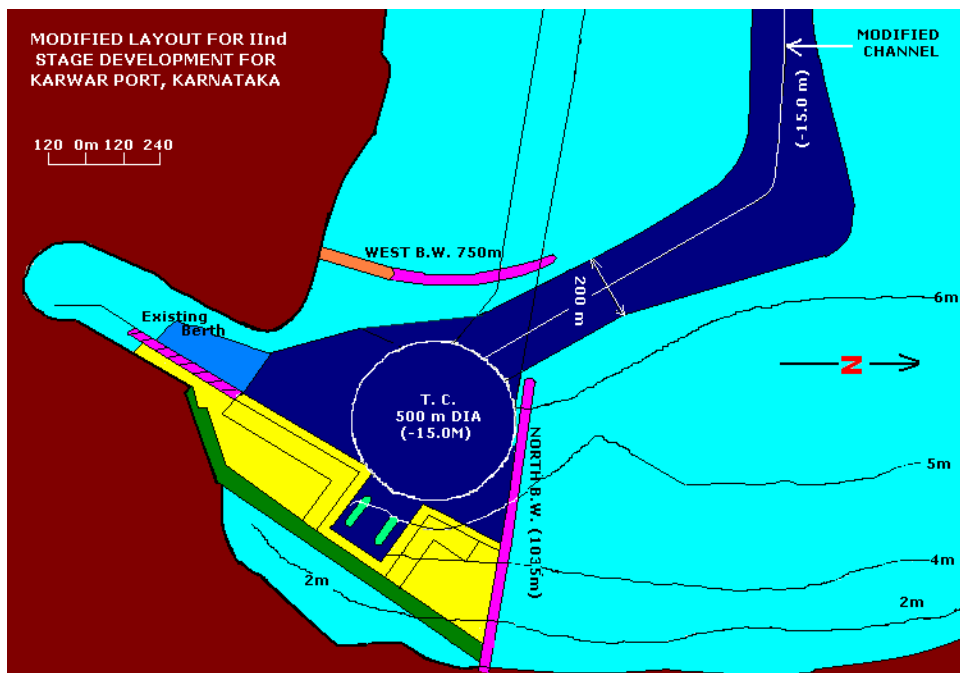 MODIFIED LAYOUT FOR IInd
STAGE DEVELOPMENT FOR
KARWAR PORT, KARNATAKA
120 0m 120 240
MODIFIED
CHANNEL
(-15.0 m)
WEST B.W. 750m
200 m
6m
Existing
Berth
N
T. C.
500 m DIA
(-15.0M)
NORTH B.W. (1035m)
5m
4m
2m
2m